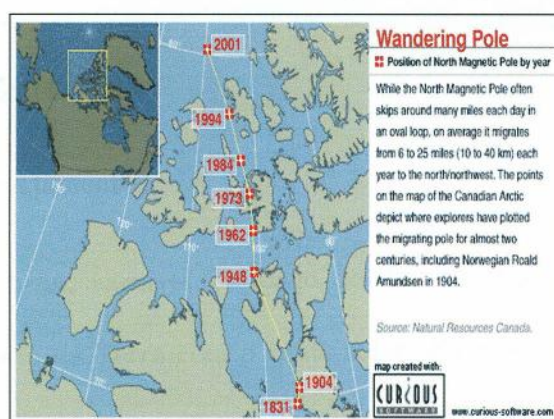 Wandering Pole
Position of North Magnetic Pole by year
While the North Magnetic Pole often
skips around many miles each day in
an oval loop, on average it migrates
from 6 to 25 miles (10 to 40 km) each
year to the north/northwest. The points
on the map of the Canadian Arctic
depict where explorers have plotted
the migrating pole for almost two
centuries, including Norwegian Roald
Amundsen in 1904.
Source: Natural Resources Canada.
map created with:
CURIOUS
SOFTWARE
www.curious-software.com
2001
1994
1984
1973
1962
1948
1904
1831
80°
110°
100°